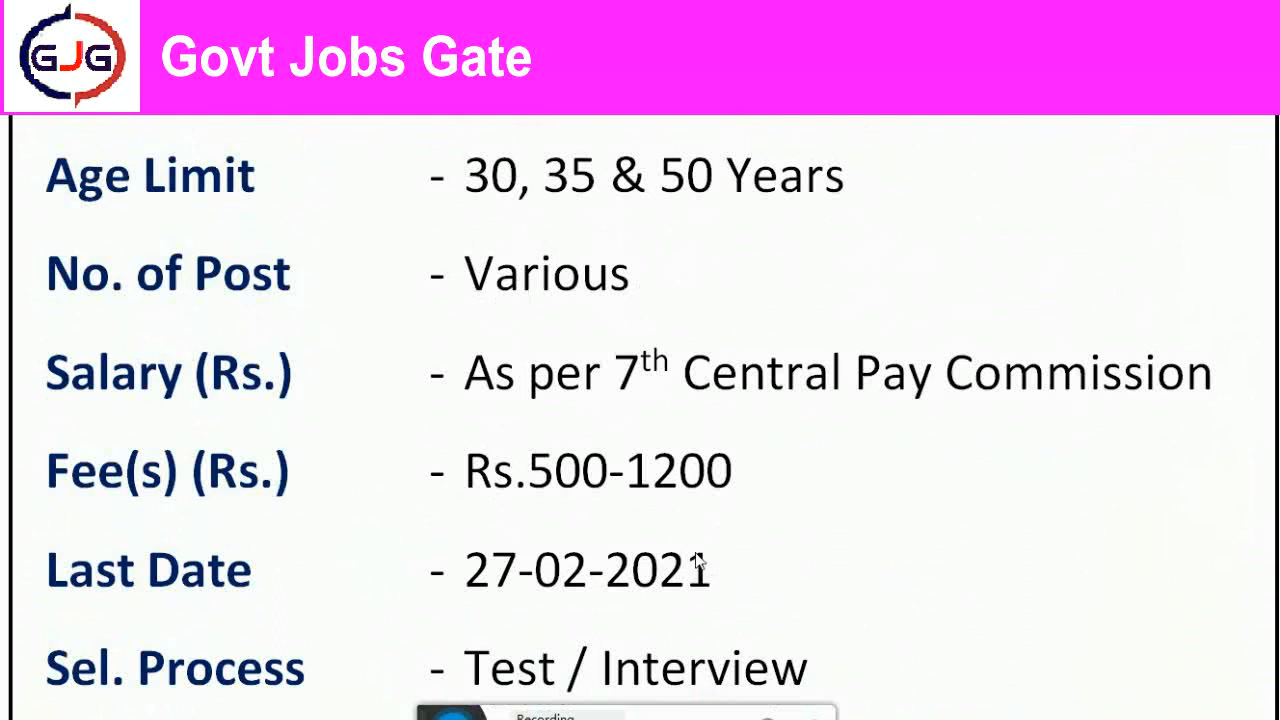 GJG
Govt Jobs Gate
Age Limit - 30, 35 & 50 Years
No. of Post - Various
Salary (Rs.) - As per 7th Central Pay Commission
Fee(s) (Rs.) - Rs.500-1200
Last Date - 27-02-2021
Sel. Process - Test / Interview
Recording